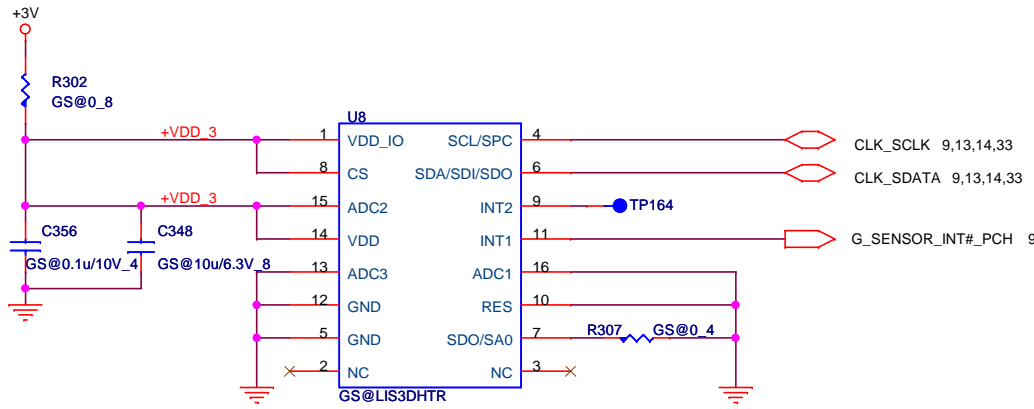 +3V
R302
GS@0_8
U8
+VDD_3
1
VDD_IO
SCL/SPC
4
CLK_SCLK 9,13,14,33
8
CS
SDA/SDI/SDO
6
CLK_SDATA 9,13,14,33
+VDD_3
15
ADC2
INT2
9
TP164
C356
C348
14
VDD
INT1
11
G_SENSOR_INT#_PCH 9
GS@0.1u/10V_4
GS@10u/6.3V_8
13
ADC3
ADC1
16
12
GND
RES
10
5
GND
SDO/SA0
7
R307
GS@0_4
2
NC
NC
3
GS@LIS3DHTR